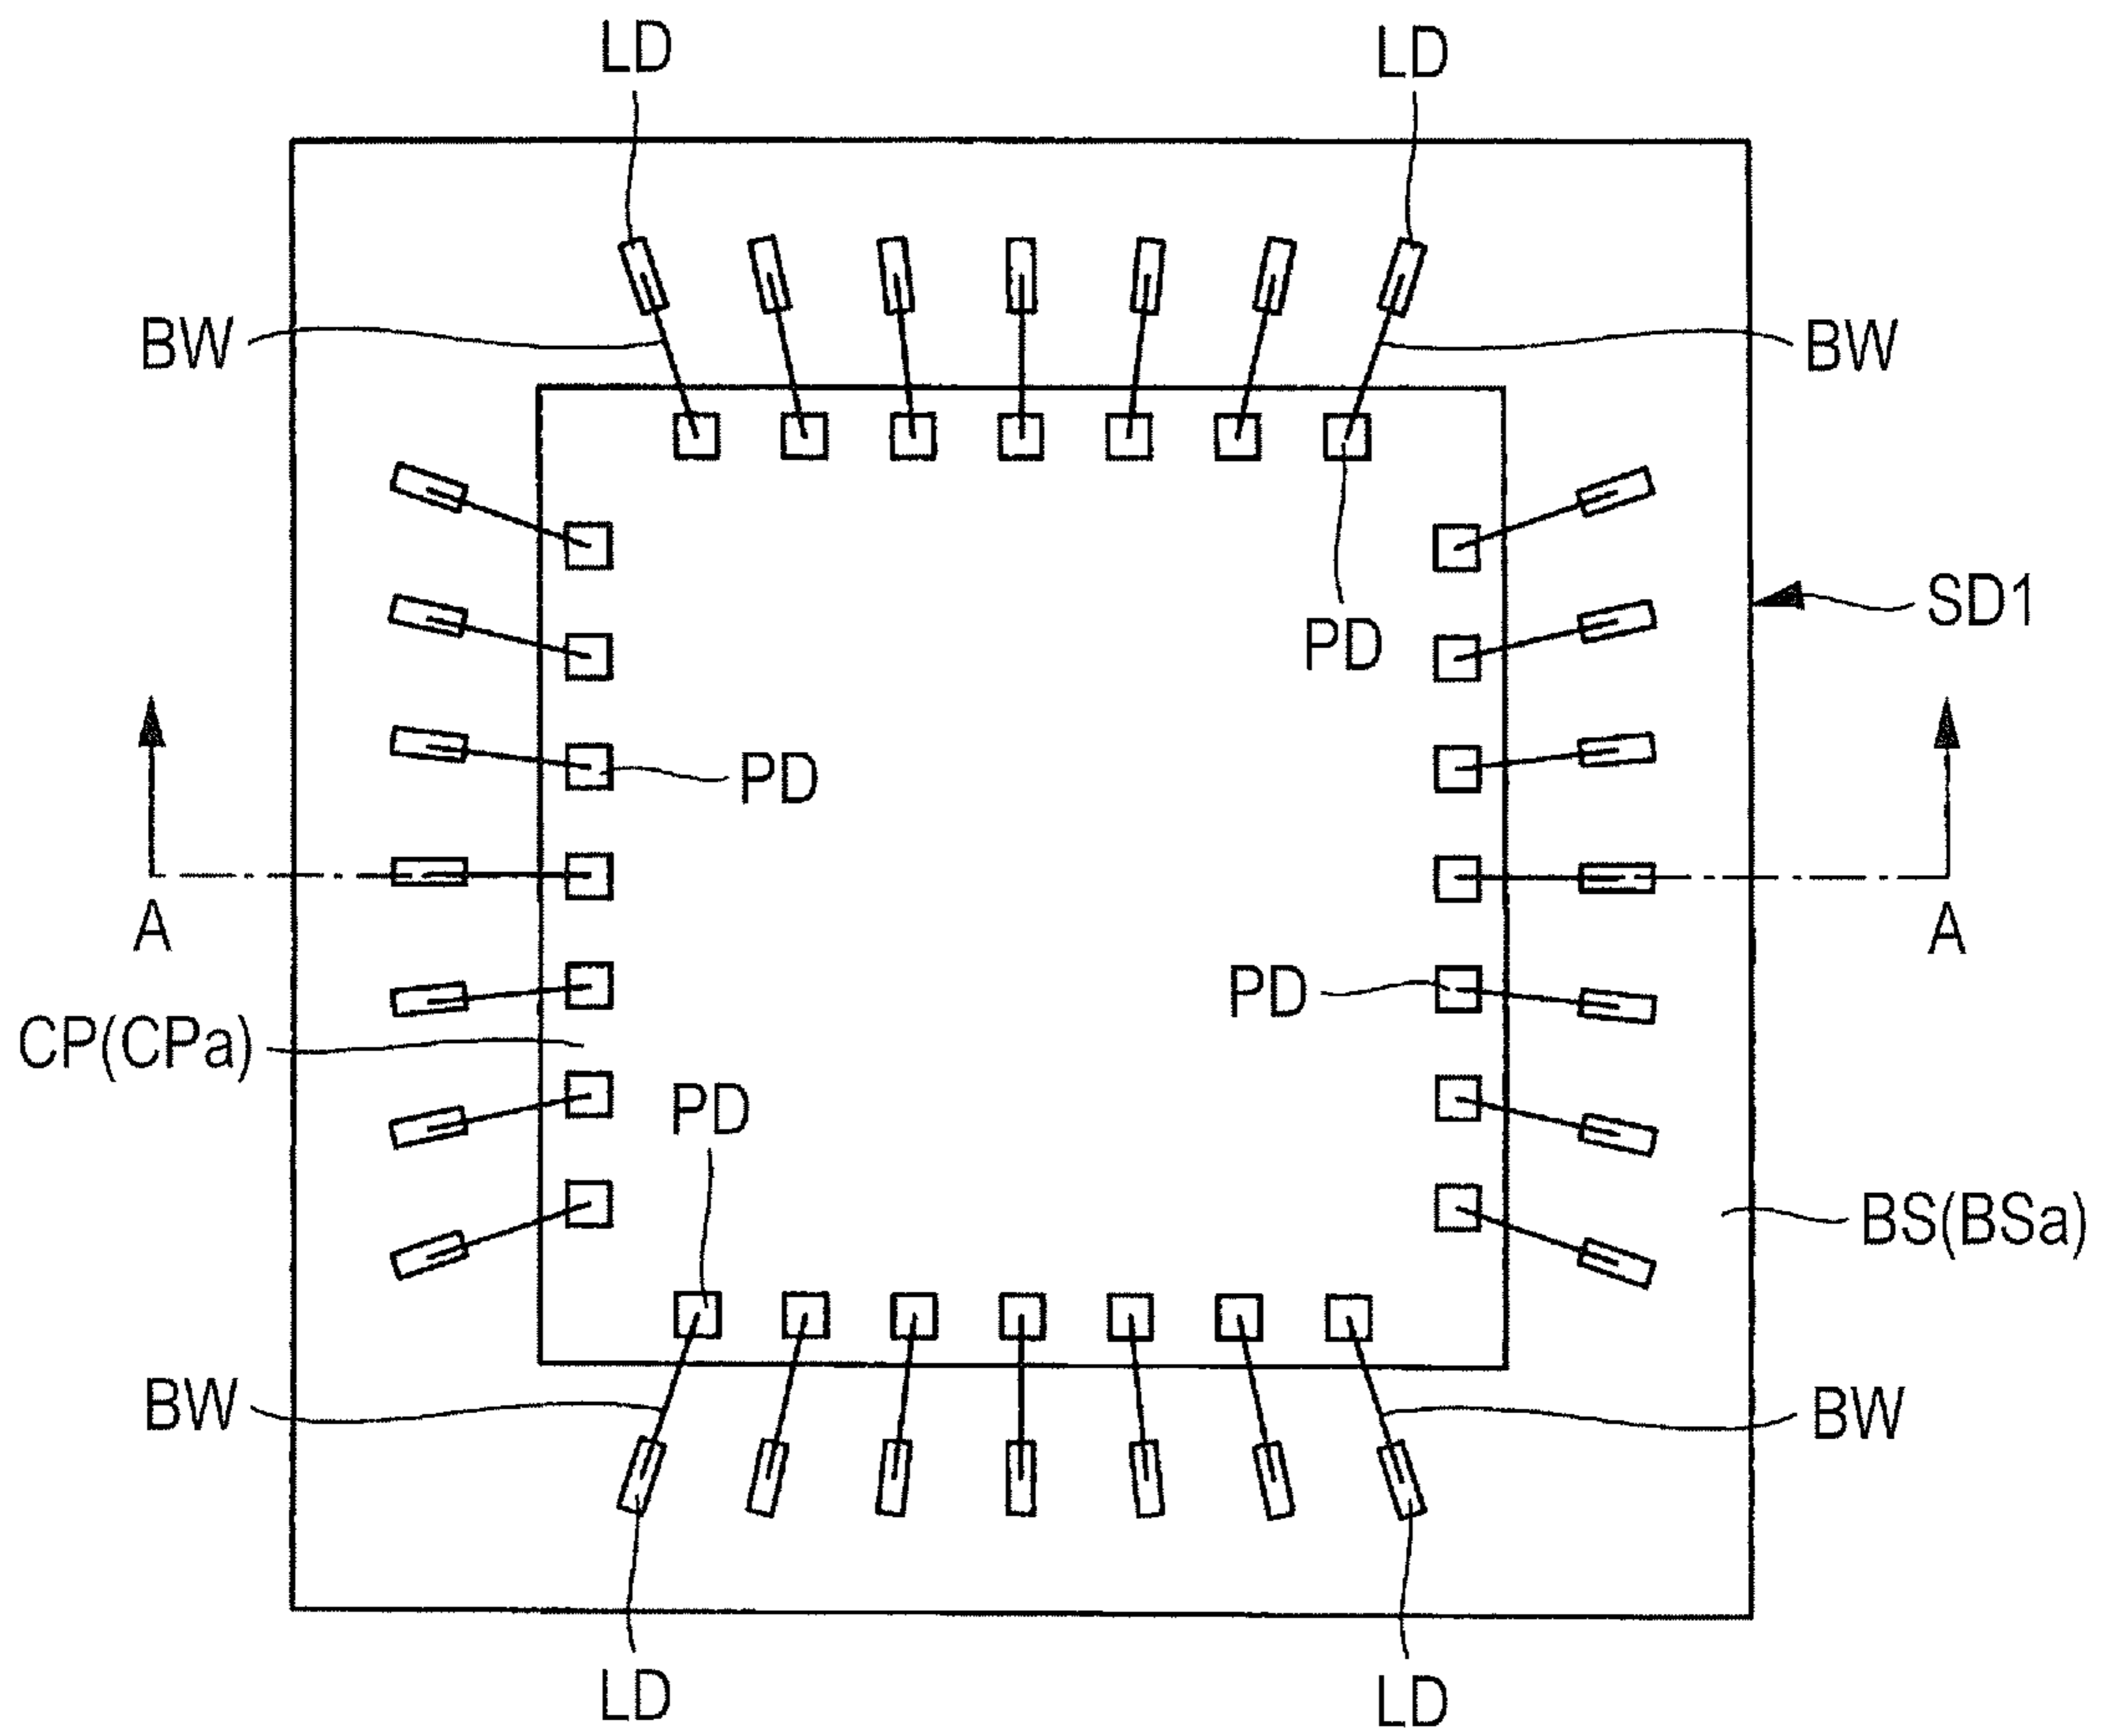 LD LD
BW BW
SD1
PD
PD
A A
PD
CP(CPa)
PD
BS(BSa)
BW BW
LD LD